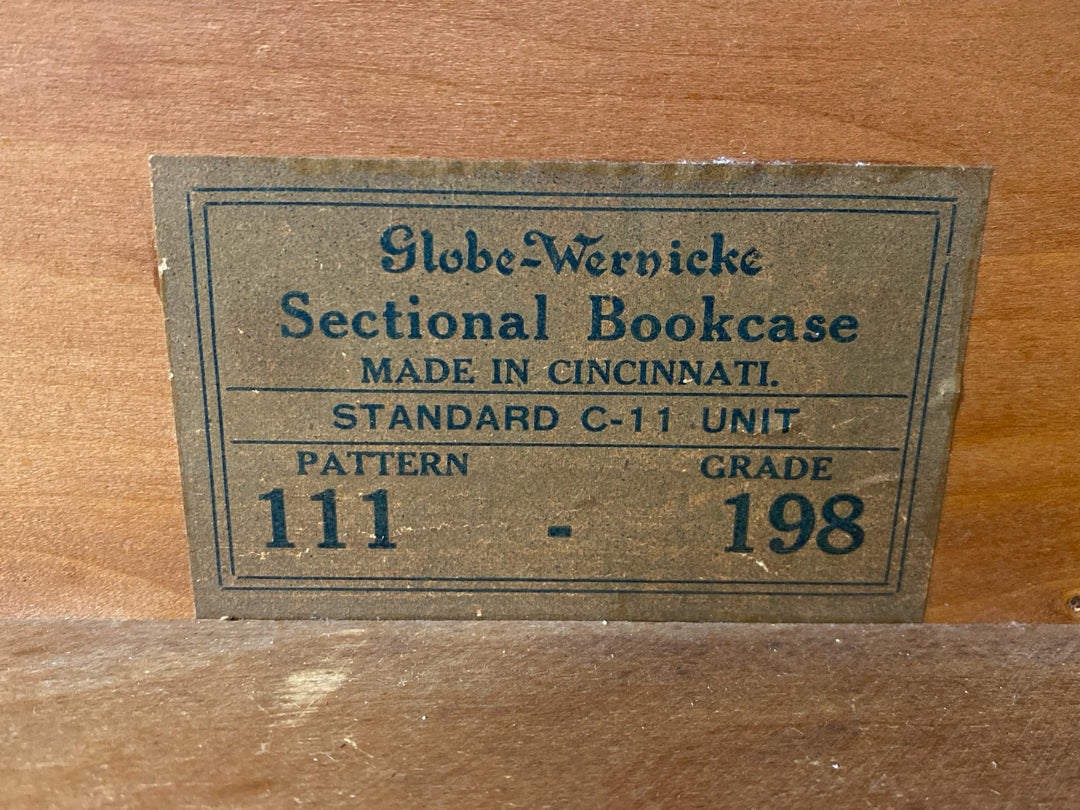 Globe-Wernicke
Sectional Bookcase
MADE IN CINCINNATI.
STANDARD C-11 UNIT
PATTERN GRADE
111 - 198